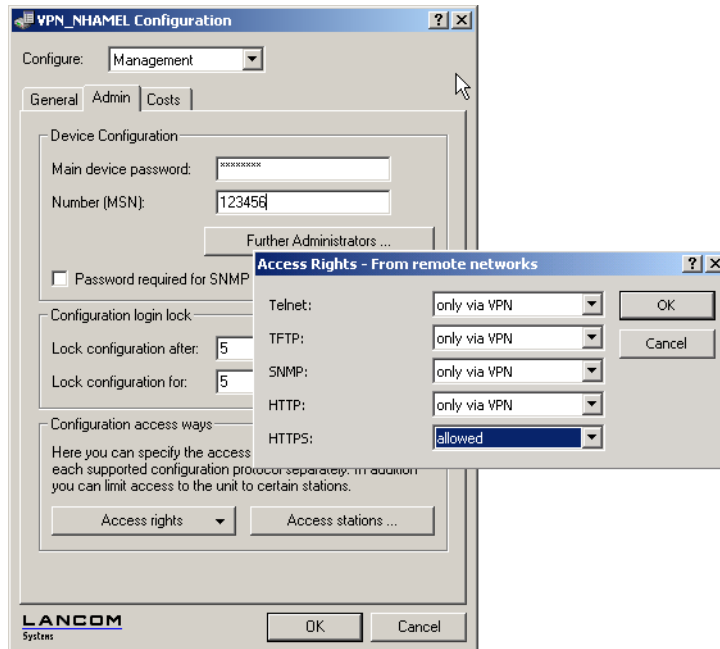 VPN_NHAMEL Configuration
Configure: Management
General Admin Costs
Device Configuration
Main device password: ********
Number (MSN): 123456
Further Administrators ...
Password required for SNMP
Configuration login lock
Lock configuration after: 5
Lock configuration for: 5
Configuration access ways
Here you can specify the access
each supported configuration protocol separately. In addition
you can limit access to the unit to certain stations.
Access rights
Access stations ...
LANCOM
Systems
OK
Cancel
Access Rights - From remote networks
Telnet: only via VPN
TFTP: only via VPN
SNMP: only via VPN
HTTP: only via VPN
HTTPS: allowed
OK
Cancel